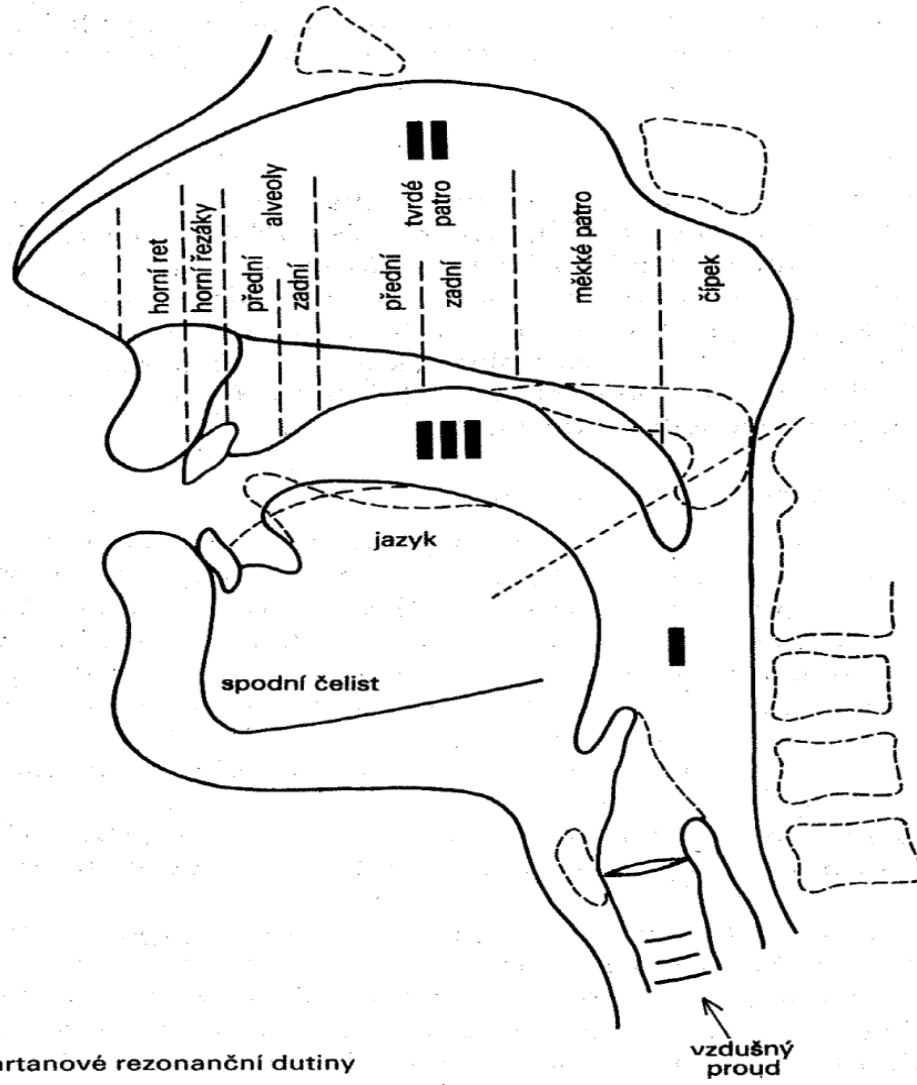 horní ret
horní řezáky
přední
zadní
alveoly
přední
zadní
tvrdé
patro
měkké patro
čípek
jazyk
spodní čelist
vzdušný
proud
rezonanční dutiny